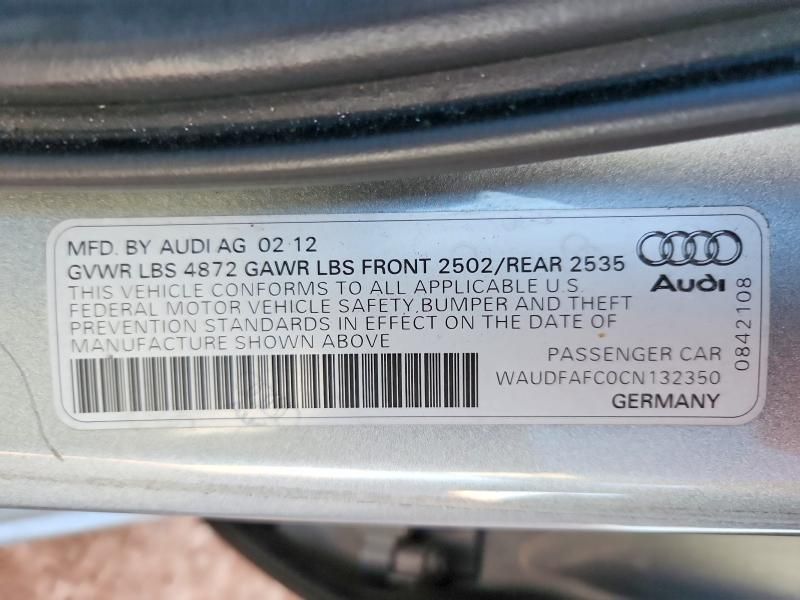 MFD. BY AUDI AG 02 12
GVWR LBS 4872 GAWR LBS FRONT 2502/REAR 2535
THIS VEHICLE CONFORMS TO ALL APPLICABLE U.S.
FEDERAL MOTOR VEHICLE SAFETY,BUMPER AND THEFT
PREVENTION STANDARDS IN EFFECT ON THE DATE OF
MANUFACTURE SHOWN ABOVE
PASSENGER CAR
WAUDFAFC0CN132350
GERMANY
Audi
0842108